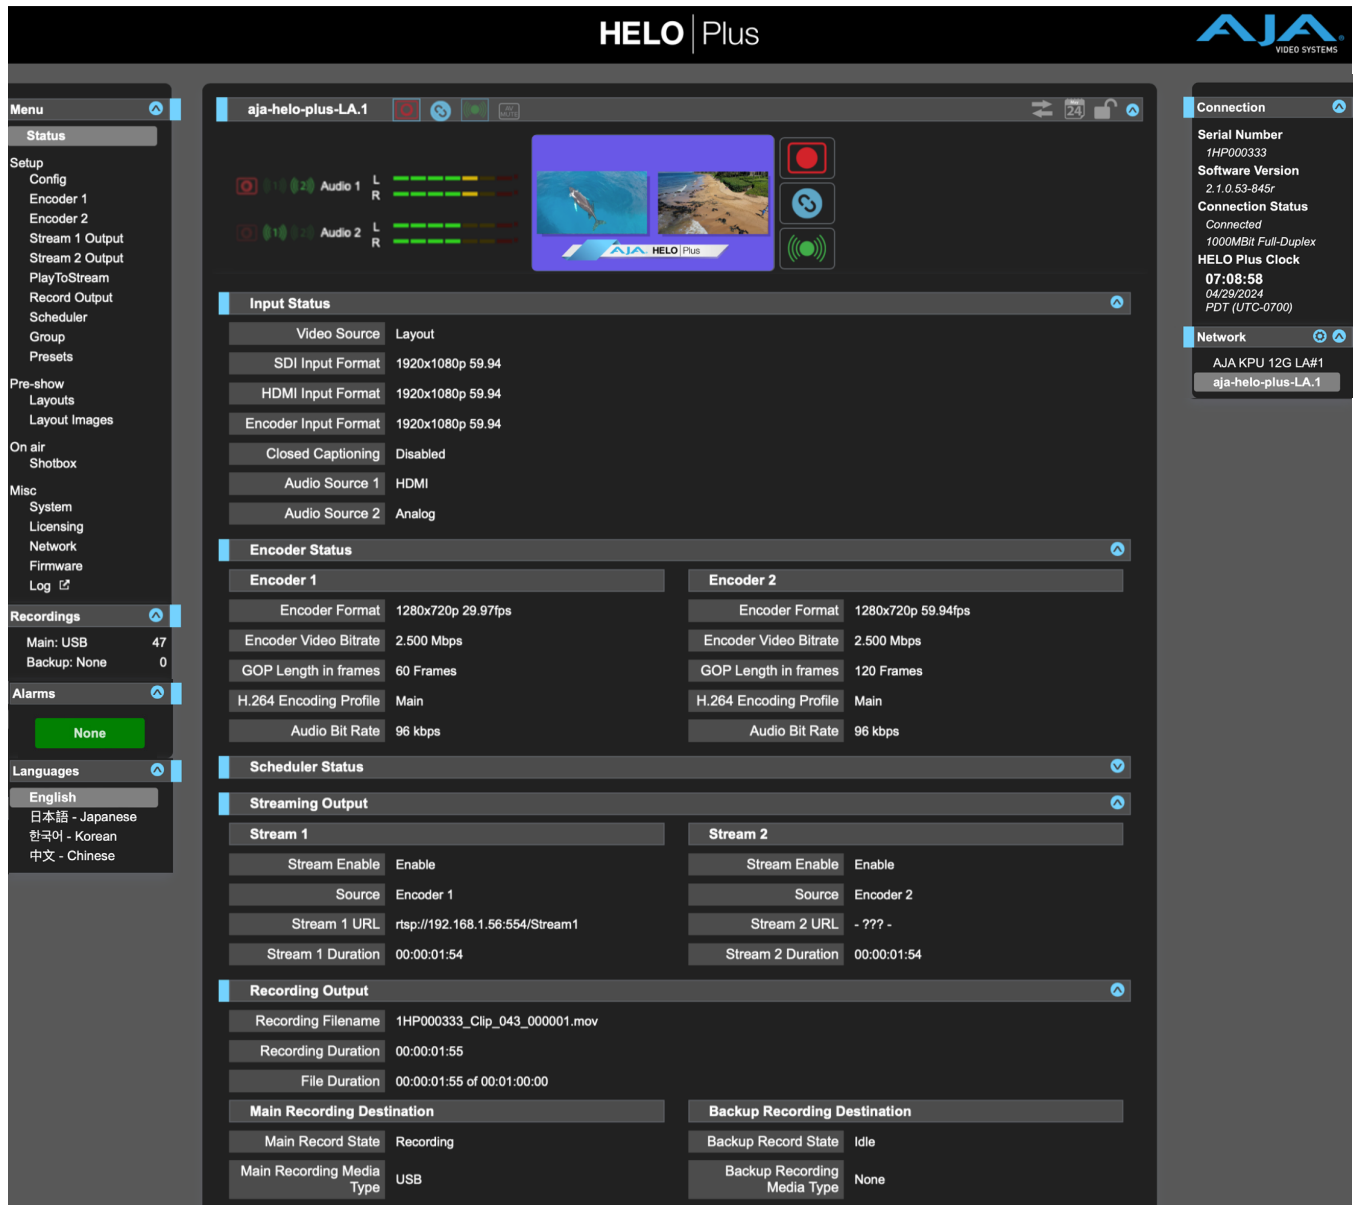 HELO Plus
AJA
VIDEO SYSTEMS
Menu
Status
Setup
Config
Encoder 1
Encoder 2
Stream 1 Output
Stream 2 Output
PlayToStream
Record Output
Scheduler
Group
Presets
Pre-show
Layouts
Layout Images
On air
Shotbox
Misc
System
Licensing
Network
Firmware
Log
Recordings
Main: USB 47
Backup: None 0
Alarms
None
Languages
English
日本語 - Japanese
한국어 - Korean
中文 - Chinese
aja-helo-plus-LA.1
AV
MUTE
24
1 2 Audio 1 L
R
1 2 Audio 2 L
R
AJA HELO Plus
Input Status
Video Source Layout
SDI Input Format 1920x1080p 59.94
HDMI Input Format 1920x1080p 59.94
Encoder Input Format 1920x1080p 59.94
Closed Captioning Disabled
Audio Source 1 HDMI
Audio Source 2 Analog
Encoder Status
Encoder 1 Encoder 2
Encoder Format 1280x720p 29.97fps Encoder Format 1280x720p 59.94fps
Encoder Video Bitrate 2.500 Mbps Encoder Video Bitrate 2.500 Mbps
GOP Length in frames 60 Frames GOP Length in frames 120 Frames
H.264 Encoding Profile Main H.264 Encoding Profile Main
Audio Bit Rate 96 kbps Audio Bit Rate 96 kbps
Scheduler Status
Streaming Output
Stream 1 Stream 2
Stream Enable Enable Stream Enable Enable
Source Encoder 1 Source Encoder 2
Stream 1 URL rtsp://192.168.1.56:554/Stream1 Stream 2 URL - ??? -
Stream 1 Duration 00:00:01:54 Stream 2 Duration 00:00:01:54
Recording Output
Recording Filename 1HP000333_Clip_043_000001.mov
Recording Duration 00:00:01:55
File Duration 00:00:01:55 of 00:01:00:00
Main Recording Destination Backup Recording Destination
Main Record State Recording Backup Record State Idle
Main Recording Media Type USB Backup Recording Media Type None
Connection
Serial Number
1HP000333
Software Version
2.1.0.53-845r
Connection Status
Connected
1000MBit Full-Duplex
HELO Plus Clock
07:08:58
04/29/2024
PDT (UTC-0700)
Network
AJA KPU 12G LA#1
aja-helo-plus-LA.1